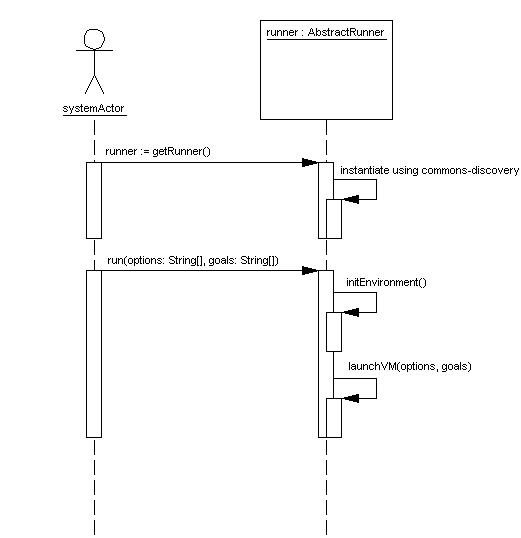 runner : AbstractRunner
systemActor
runner := getRunner()
instantiate using commons-discovery
run(options: String[], goals: String[])
initEnvironment()
launchVM(options, goals)